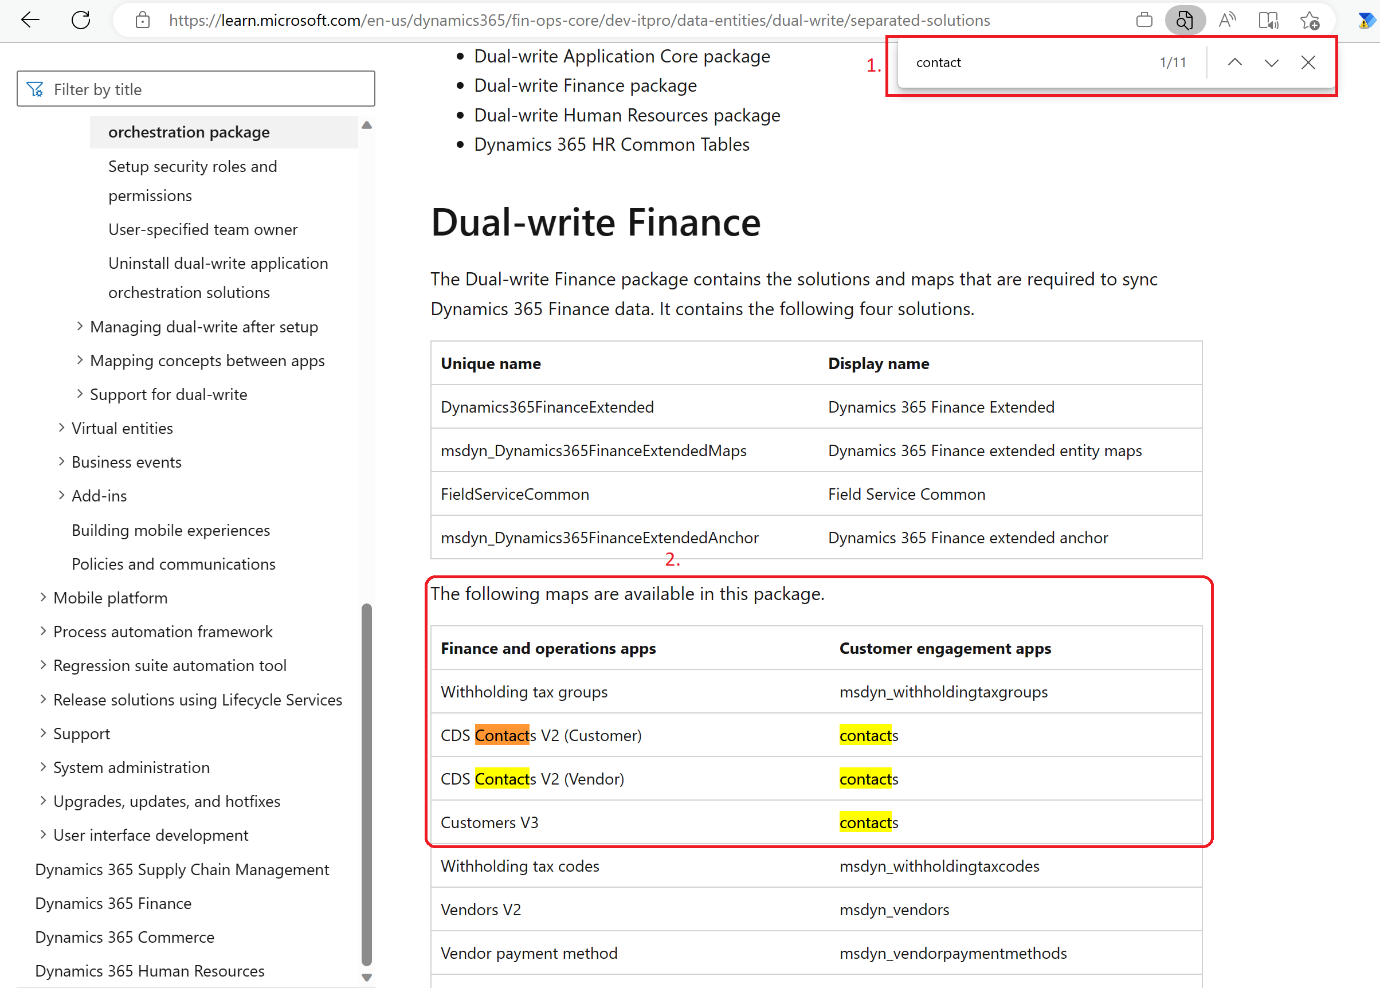 https://learn.microsoft.com/en-us/dynamics365/fin-ops-core/dev-itpro/data-entities/dual-write/separated-solutions
1.
contact 1/11
Filter by title
orchestration package
Setup security roles and
permissions
User-specified team owner
Uninstall dual-write application
orchestration solutions
Managing dual-write after setup
Mapping concepts between apps
Support for dual-write
Virtual entities
Business events
Add-ins
Building mobile experiences
Policies and communications
Mobile platform
Process automation framework
Regression suite automation tool
Release solutions using Lifecycle Services
Support
System administration
Upgrades, updates, and hotfixes
User interface development
Dynamics 365 Supply Chain Management
Dynamics 365 Finance
Dynamics 365 Commerce
Dynamics 365 Human Resources
Dual-write Application Core package
Dual-write Finance package
Dual-write Human Resources package
Dynamics 365 HR Common Tables
Dual-write Finance
The Dual-write Finance package contains the solutions and maps that are required to sync
Dynamics 365 Finance data. It contains the following four solutions.
Unique name Display name
Dynamics365FinanceExtended Dynamics 365 Finance Extended
msdyn_Dynamics365FinanceExtendedMaps Dynamics 365 Finance extended entity maps
FieldServiceCommon Field Service Common
msdyn_Dynamics365FinanceExtendedAnchor Dynamics 365 Finance extended anchor
2.
The following maps are available in this package.
Finance and operations apps Customer engagement apps
Withholding tax groups msdyn_withholdingtaxgroups
CDS Contacts V2 (Customer) contacts
CDS Contacts V2 (Vendor) contacts
Customers V3 contacts
Withholding tax codes msdyn_withholdingtaxcodes
Vendors V2 msdyn_vendors
Vendor payment method msdyn_vendorpaymentmethods